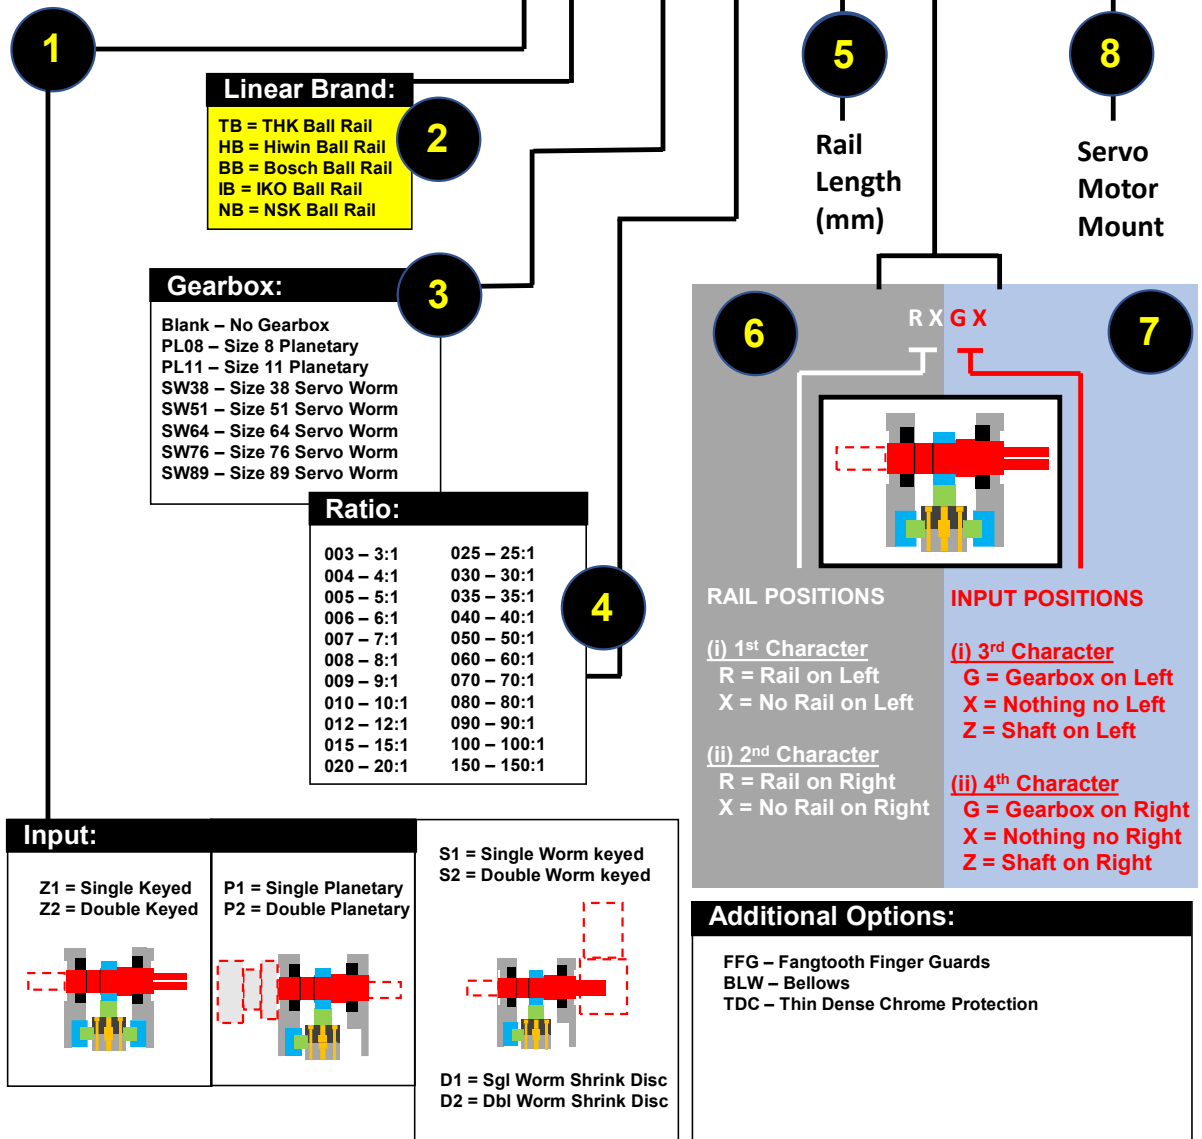 1
5
8
Linear Brand:
TB = THK Ball Rail
HB = Hiwin Ball Rail
BB = Bosch Ball Rail
IB = IKO Ball Rail
NB = NSK Ball Rail
2
Rail
Length
(mm)
Servo
Motor
Mount
Gearbox:
3
Blank – No Gearbox
PL08 – Size 8 Planetary
PL11 – Size 11 Planetary
SW38 – Size 38 Servo Worm
SW51 – Size 51 Servo Worm
SW64 – Size 64 Servo Worm
SW76 – Size 76 Servo Worm
SW89 – Size 89 Servo Worm
6
R X G X
7
Ratio:
003 – 3:1
004 – 4:1
005 – 5:1
006 – 6:1
007 – 7:1
008 – 8:1
009 – 9:1
010 – 10:1
012 – 12:1
015 – 15:1
020 – 20:1
025 – 25:1
030 – 30:1
035 – 35:1
040 – 40:1
050 – 50:1
060 – 60:1
070 – 70:1
080 – 80:1
090 – 90:1
100 – 100:1
150 – 150:1
4
RAIL POSITIONS
(i) 1st Character
R = Rail on Left
X = No Rail on Left
(ii) 2nd Character
R = Rail on Right
X = No Rail on Right
INPUT POSITIONS
(i) 3rd Character
G = Gearbox on Left
X = Nothing no Left
Z = Shaft on Left
(ii) 4th Character
G = Gearbox on Right
X = Nothing no Right
Z = Shaft on Right
Input:
Z1 = Single Keyed
Z2 = Double Keyed
P1 = Single Planetary
P2 = Double Planetary
S1 = Single Worm keyed
S2 = Double Worm keyed
D1 = Sgl Worm Shrink Disc
D2 = Dbl Worm Shrink Disc
Additional Options:
FFG – Fangtooth Finger Guards
BLW – Bellows
TDC – Thin Dense Chrome Protection